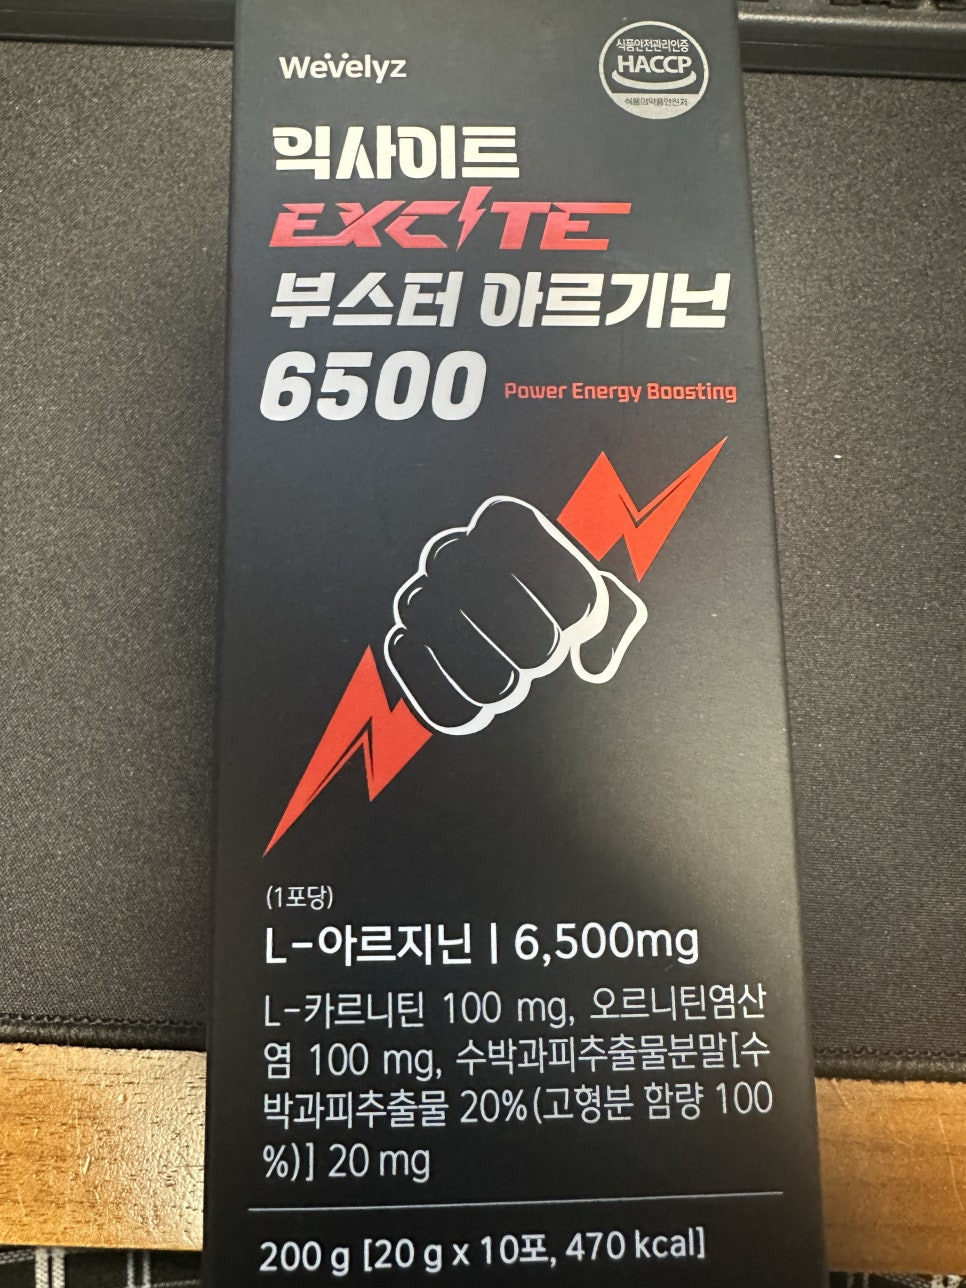 Wevelyz
식품안전관리인증
HACCP
식품의약품안전처
익사이트
EXCITE
부스터 아르기닌
6500
Power Energy Boosting
(1포당)
L-아르지닌 | 6,500mg
L-카르니틴 100 mg, 오르니틴염산
염 100 mg, 수박과피추출물분말[수
박과피추출물 20%(고형분 함량 100
%)] 20 mg
200 g [20 g x 10포, 470 kcal]